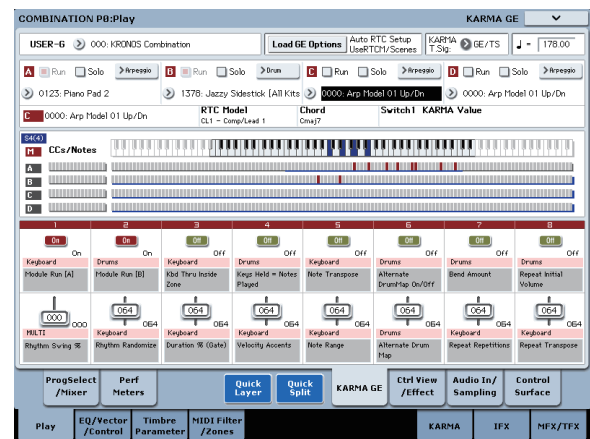 COMBINATION P0:Play
KARMA GE
USER-G 000: KRONOS Combination
Load GE Options
Auto RTC Setup
UseRTCM/Scenes
KARMA T.Sig: GE/TS
♩ = 178.00
A Run Solo Arpeggio
B Run Solo Drum
C Run Solo Arpeggio
D Run Solo Arpeggio
0123: Piano Pad 2
1378: Jazzy Sidestick [All Kits
0000: Arp Model 01 Up/Dn
0000: Arp Model 01 Up/Dn
C 0000: Arp Model 01 Up/Dn
RTC Model
CL1 - Comp/Lead 1
Chord
Cmaj7
Switch1 KARMA Value
S4(4)
M CCs/Notes
A
B
C
D
1 2 3 4 5 6 7 8
On On Off Off Off Off Off Off
On On Off Off Off Off Off Off
Keyboard Drums Keyboard Drums Keyboard Drums Keyboard Drums
Module Run [A]
Module Run [B]
Kbd Thru Inside Zone
Keys Held = Notes Played
Note Transpose
Alternate DrumMap On/Off
Bend Amount
Repeat Initial Volume
000 064 064 064 064 064 064 064
000 064 064 064 064 064 064 064
MULTI Keyboard Keyboard Keyboard Keyboard Drums Keyboard Keyboard
Rhythm Swing %
Rhythm Randomize
Duration % (Gate)
Velocity Accents
Note Range
Alternate Drum Map
Repeat Repetitions
Repeat Transpose
ProgSelect /Mixer
Perf Meters
Quick Layer
Quick Split
KARMA GE
Ctrl View /Effect
Audio In/ Sampling
Control Surface
Play
EQ/Vector /Control
Timbre Parameter
MIDI Filter /Zones
KARMA
IFX
MFX/TFX